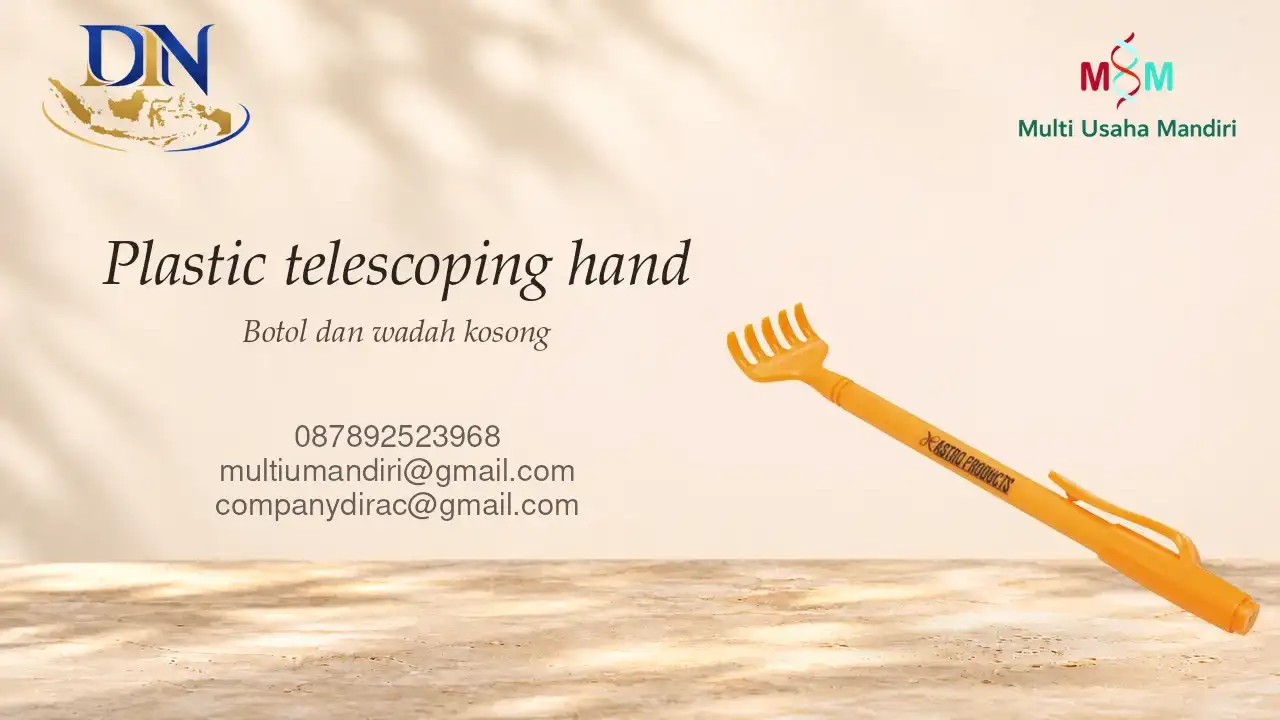 DN
M M
Multi Usaha Mandiri
Plastic telescoping hand
Botol dan wadah kosong
087892523968
multiumandiri@gmail.com
companydirac@gmail.com
ASTRO PRODUCTS